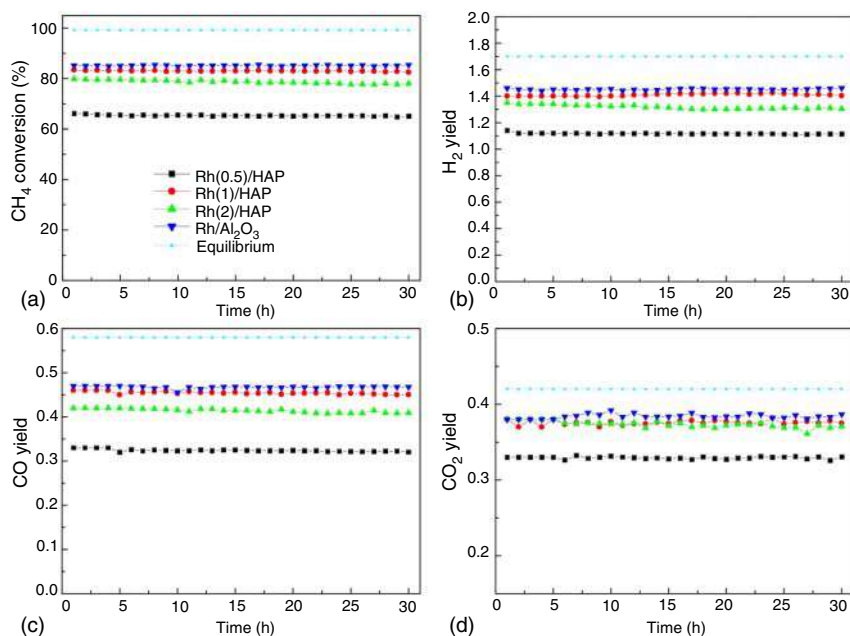 100
80
60
40
20
0
CH4 conversion (%)
Rh(0.5)/HAP
Rh(1)/HAP
Rh(2)/HAP
Rh/Al2O3
Equilibrium
0 5 10 15 20 25 30
(a) Time (h)
2.0
1.8
1.6
1.4
1.2
1.0
0.8
0.6
0.4
0.2
0.0
H2 yield
0 5 10 15 20 25 30
(b) Time (h)
0.6
0.5
0.4
0.3
0.2
0.1
0.0
CO yield
0 5 10 15 20 25 30
(c) Time (h)
0.5
0.4
0.3
0.2
CO2 yield
0 5 10 15 20 25 30
(d) Time (h)